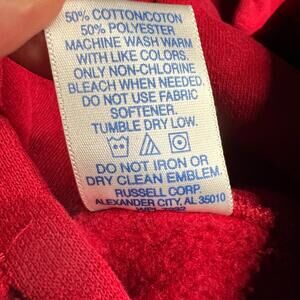 50% COTTON/COTON
50% POLYESTER
MACHINE WASH WARM
WITH LIKE COLORS.
ONLY NON-CHLORINE
BLEACH WHEN NEEDED.
DO NOT USE FABRIC
SOFTENER.
TUMBLE DRY LOW.
DO NOT IRON OR
DRY CLEAN EMBLEM.
RUSSELL CORP.
ALEXANDER CITY, AL 35010